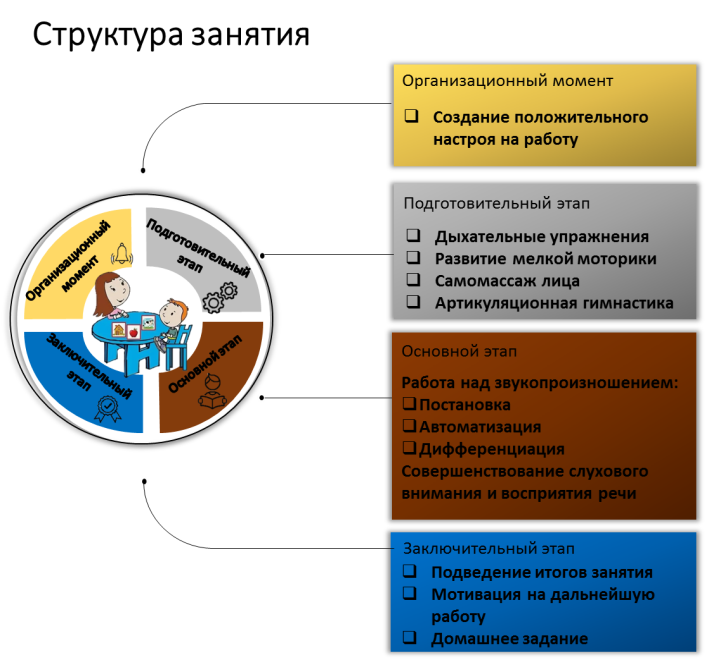 Структура занятия
Организационный момент
❑ Создание положительного
настроя на работу
Подготовительный этап
❑ Дыхательные упражнения
❑ Развитие мелкой моторики
❑ Самомассаж лица
❑ Артикуляционная гимнастика
Основной этап
Работа над звукопроизношением:
❑ Постановка
❑ Автоматизация
❑ Дифференциация
Совершенствование слухового
внимания и восприятия речи
Заключительный этап
❑ Подведение итогов занятия
❑ Мотивация на дальнейшую
работу
❑ Домашнее задание
Организационный
момент
Подготовительный
этап
Заключительный
этап
Основной этап